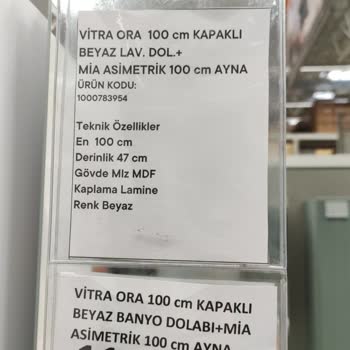 VİTRA ORA 100 cm KAPAKLI
BEYAZ LAV. DOL.+
MİA ASİMETRİK 100 cm AYNA
ÜRÜN KODU:
1000783954
Teknik Özellikler
En 100 cm
Derinlik 47 cm
Gövde Mlz MDF
Kaplama Lamine
Renk Beyaz
VİTRA ORA 100 cm KAPAKLI
BEYAZ BANYO DOLABI+MİA
ASİMETRİK 100 cm AYNA